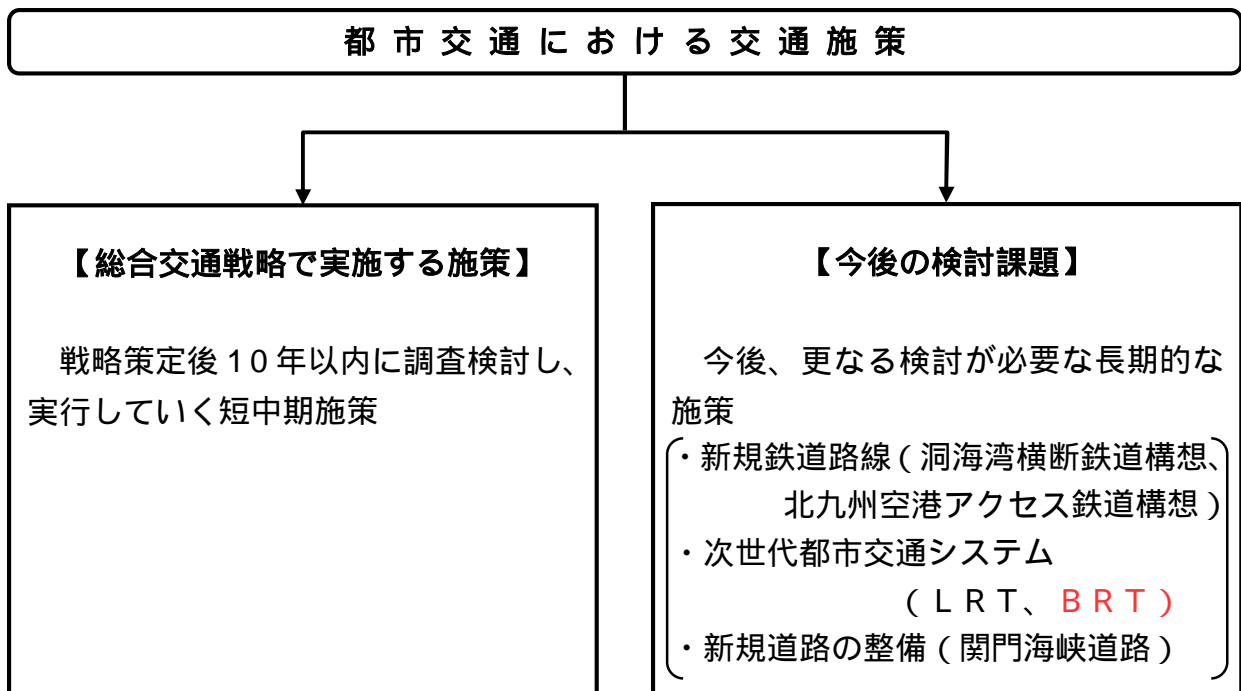 都市交通における交通施策
【総合交通戦略で実施する施策】
戦略策定後10年以内に調査検討し、
実行していく短中期施策
【今後の検討課題】
今後、更なる検討が必要な長期的な
施策
・新規鉄道路線(洞海湾横断鉄道構想、
北九州空港アクセス鉄道構想)
・次世代都市交通システム
(LRT、BRT)
・新規道路の整備(関門海峡道路)